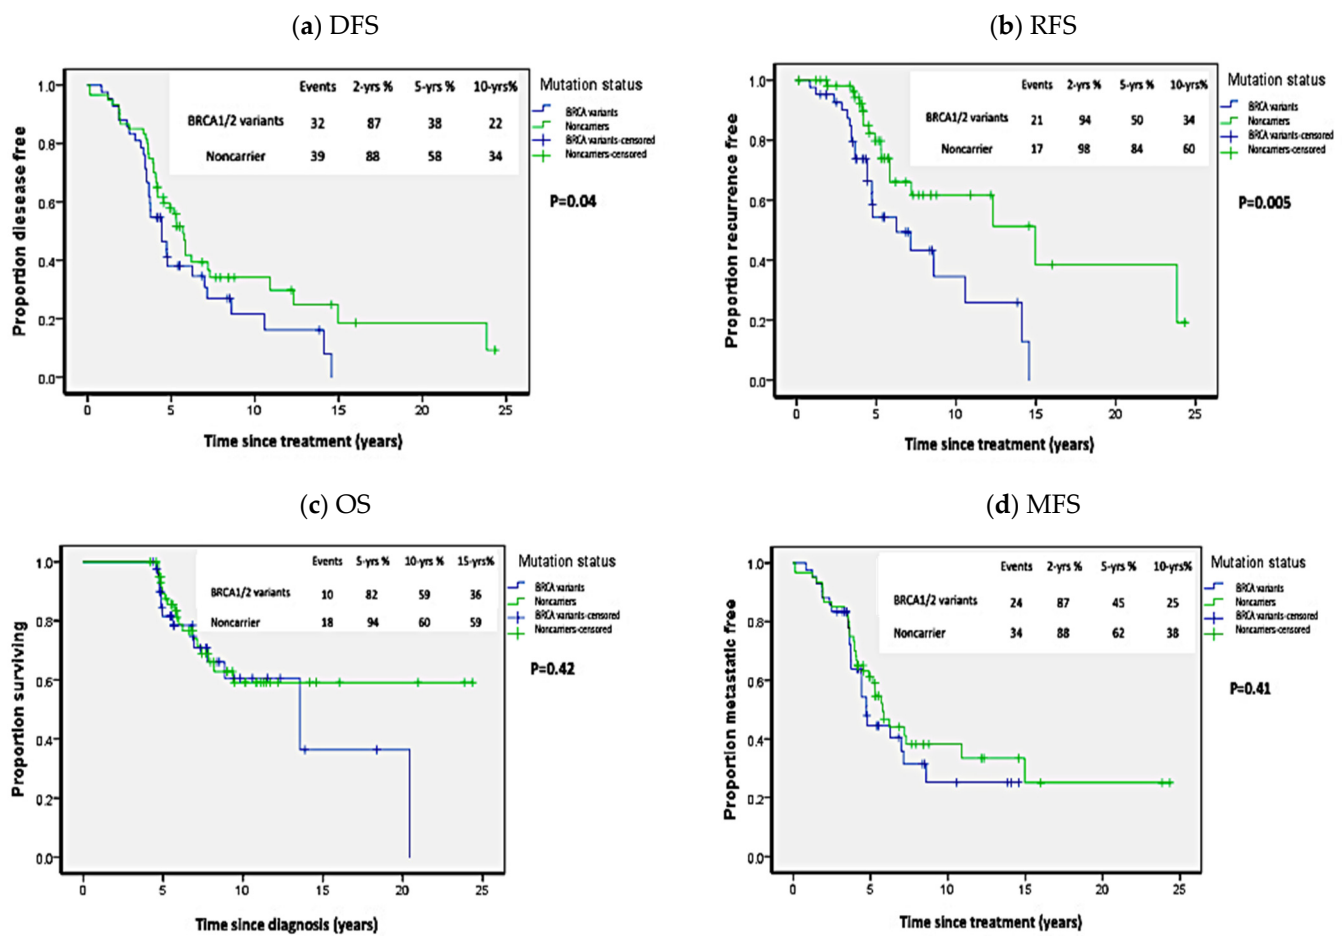 (a) DFS
Proportion diesease free
1.0
0.8
0.6
0.4
0.2
0.0
Events 2-yrs % 5-yrs % 10-yrs%
BRCA1/2 variants 32 87 38 22
Noncarrier 39 88 58 34
Mutation status
BRCA variants
Noncarners
BRCA variants-censored
Noncarners-censored
P=0.04
0 5 10 15 20 25
Time since treatment (years)
(b) RFS
Proportion recurrence free
1.0
0.8
0.6
0.4
0.2
0.0
Events 2-yrs % 5-yrs % 10-yrs%
BRCA1/2 variants 21 94 50 34
Noncarrier 17 98 84 60
Mutation status
BRCA variants
Noncarners
BRCA variants-censored
Noncarners-censored
P=0.005
0 5 10 15 20 25
Time since treatment (years)
(c) OS
Proportion surviving
1.0
0.8
0.6
0.4
0.2
0.0
Events 5-yrs % 10-yrs % 15-yrs%
BRCA1/2 variants 10 82 59 36
Noncarrier 18 94 60 59
Mutation status
BRCA variants
Noncarners
BRCA variants-censored
Noncarners-censored
P=0.42
0 5 10 15 20 25
Time since diagnosis (years)
(d) MFS
Proportion metastatic free
1.0
0.8
0.6
0.4
0.2
0.0
Events 2-yrs % 5-yrs % 10-yrs%
BRCA1/2 variants 24 87 45 25
Noncarrier 34 88 62 38
Mutation status
BRCA variants
Noncarners
BRCA variants-censored
Noncarners-censored
P=0.41
0 5 10 15 20 25
Time since treatment (years)